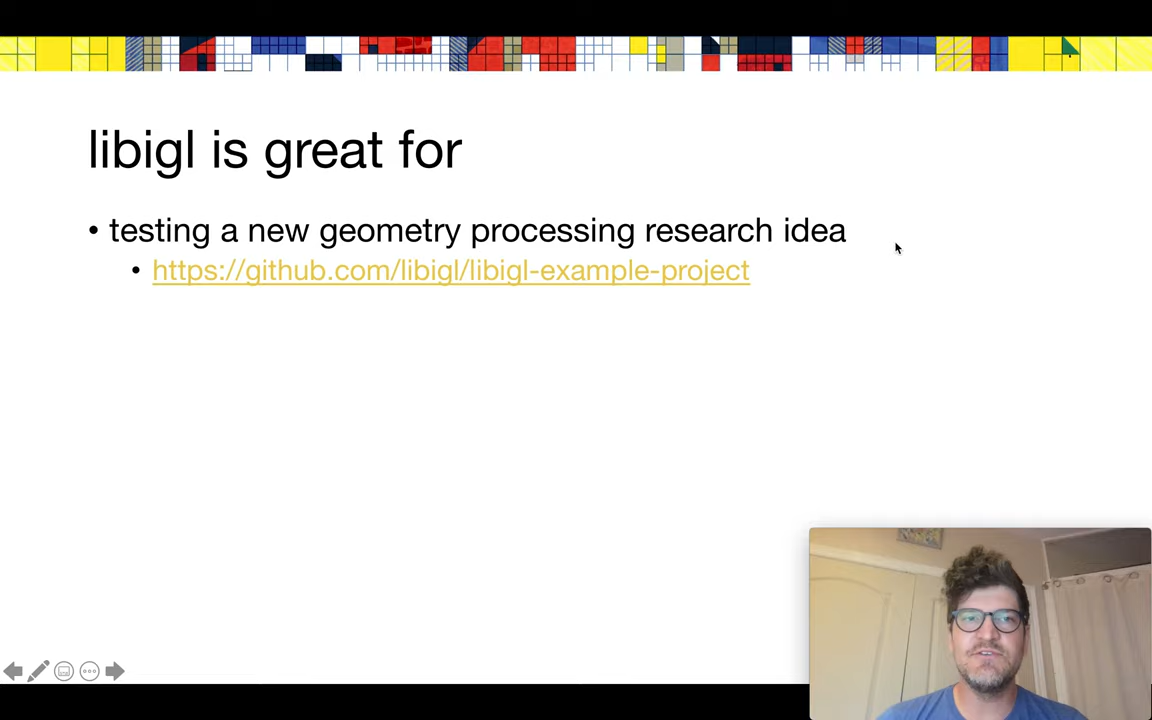 libigl is great for
• testing a new geometry processing research idea
• https://github.com/libigl/libigl-example-project